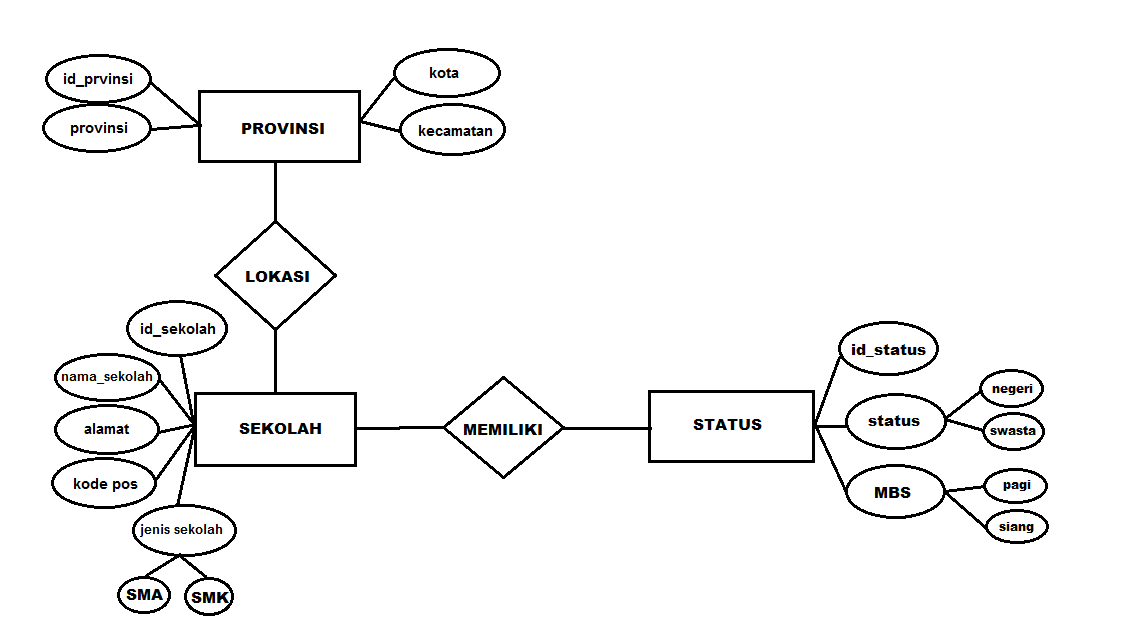 id_prvinsi
provinsi
PROVINSI
kota
kecamatan
LOKASI
id_sekolah
nama_sekolah
alamat
kode pos
jenis sekolah
SMA
SMK
SEKOLAH
MEMILIKI
STATUS
id_status
status
negeri
swasta
MBS
pagi
siang